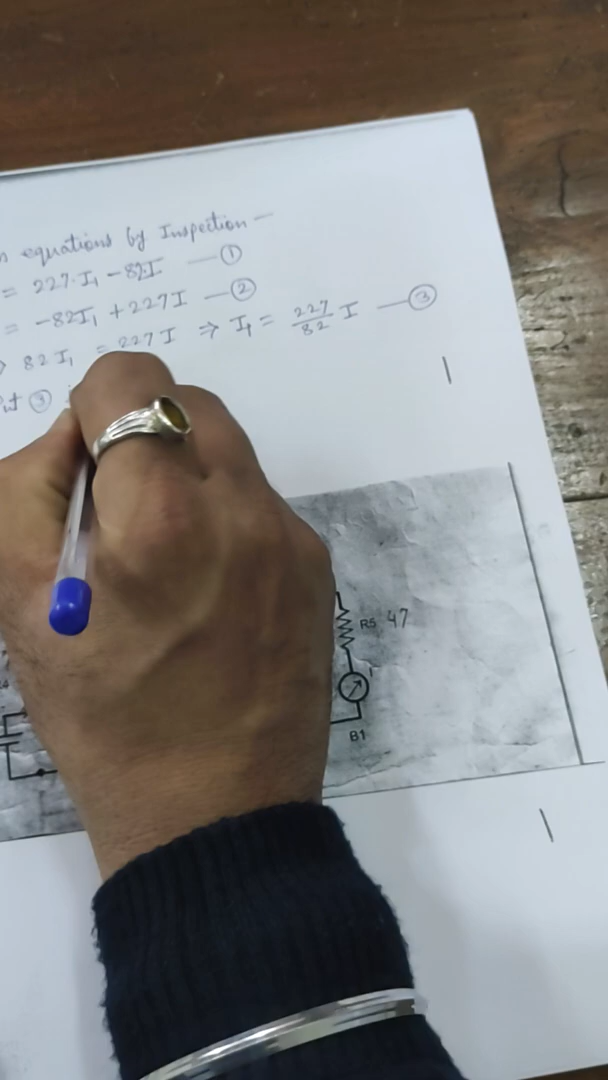 equations by Inspection –
= 227 I₁ – 82I — ①
= –82I₁ + 227I — ②
82 I₁ = 227 I ⇒ I₁ = 227/82 I — ③
③
R5 47
B1